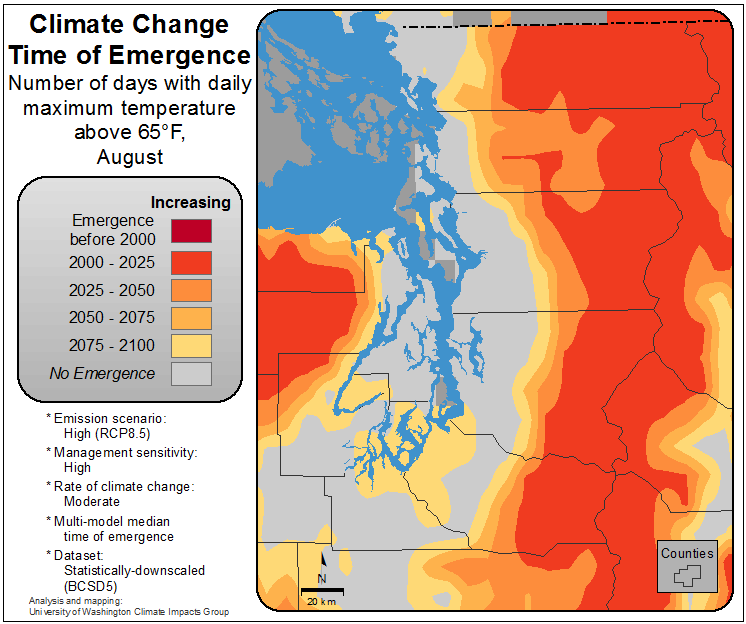 Climate Change
Time of Emergence
Number of days with daily
maximum temperature
above 65°F,
August
Increasing
Emergence
before 2000
2000 - 2025
2025 - 2050
2050 - 2075
2075 - 2100
No Emergence
* Emission scenario:
High (RCP8.5)
* Management sensitivity:
High
* Rate of climate change:
Moderate
* Multi-model median
time of emergence
* Dataset:
Statistically-downscaled
(BCSD5)
Analysis and mapping:
University of Washington Climate Impacts Group
N
20 km
Counties